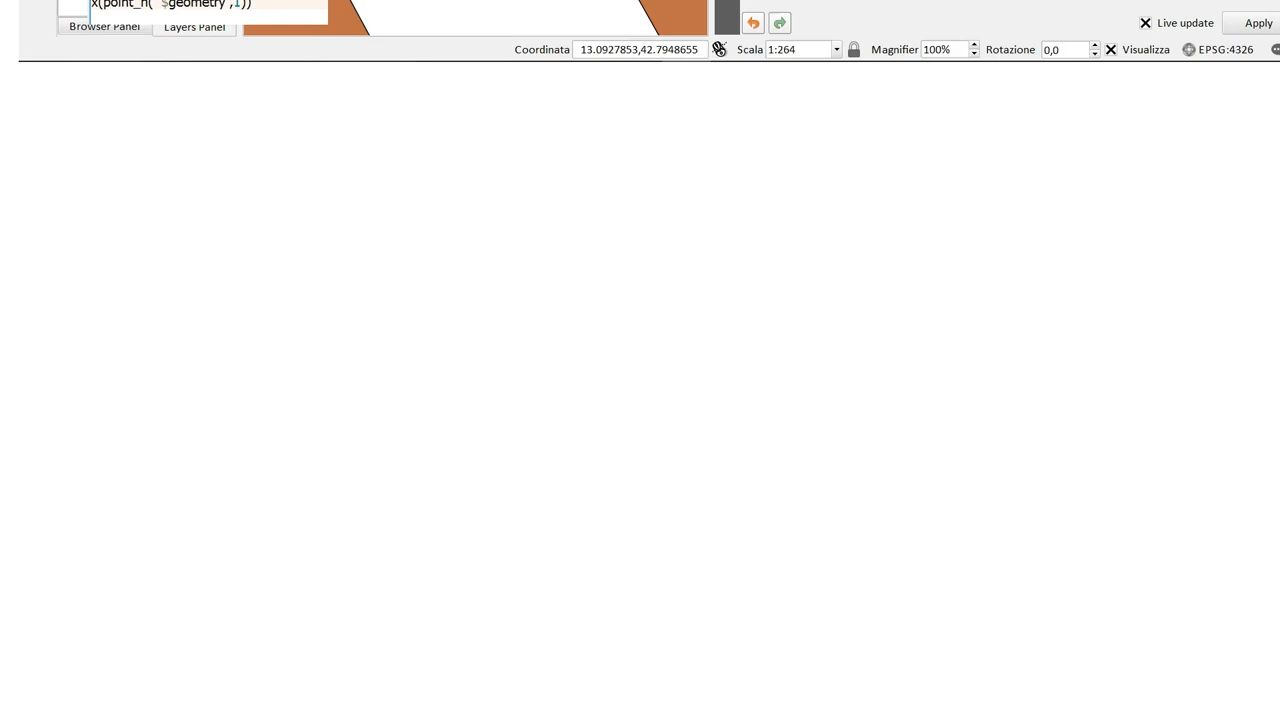 x(point_n( $geometry ,1))
Browser Panel Layers Panel
Live update Apply
Coordinata 13.0927853,42.7948655 Scala 1:264 Magnifier 100% Rotazione 0,0 Visualizza EPSG:4326